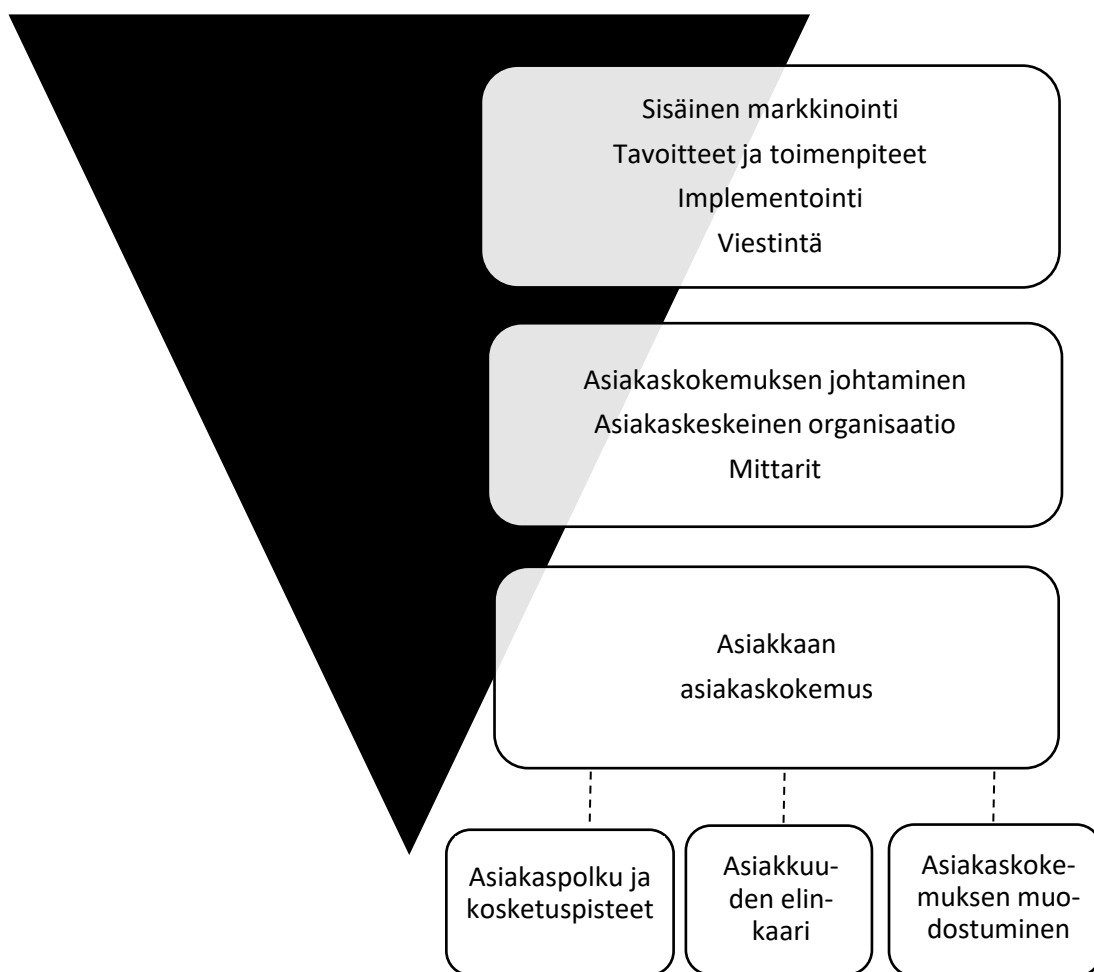 Sisäinen markkinointi
Tavoitteet ja toimenpiteet
Implementointi
Viestintä
Asiakaskokemuksen johtaminen
Asiakaskeskeinen organisaatio
Mittarit
Asiakkaan
asiakaskokemus
Asiakaspolku ja
kosketuspisteet
Asiakkuu-
den elin-
kaari
Asiakaskoke-
muksen muo-
dostuminen